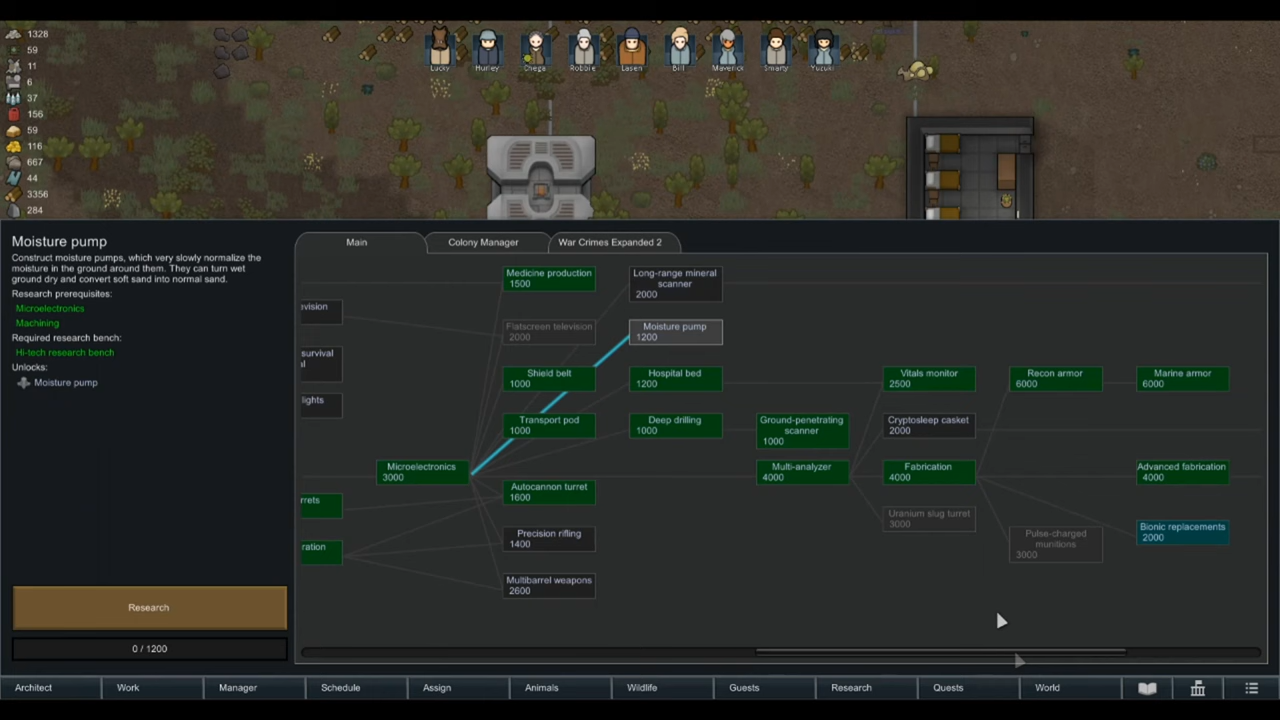 1328
59
11
6
37
156
59
116
667
44
3356
284
Lucky
Hurley
Chega
Robbie
Lasen
Bill
Maverick
Smarty
Yuzuki
Moisture pump
Construct moisture pumps, which very slowly normalize the
moisture in the ground around them. They can turn wet
ground dry and convert soft sand into normal sand.
Research prerequisites:
Microelectronics
Machining
Required research bench:
Hi-tech research bench
Unlocks:
Moisture pump
Research
0 / 1200
Main
Colony Manager
War Crimes Expanded 2
evision
survival
l
lights
rrets
ration
Microelectronics
3000
Medicine production
1500
Flatscreen television
2000
Shield belt
1000
Transport pod
1000
Autocannon turret
1600
Precision rifling
1400
Multibarrel weapons
2600
Long-range mineral
scanner
2000
Moisture pump
1200
Hospital bed
1200
Deep drilling
1000
Ground-penetrating
scanner
1000
Multi-analyzer
4000
Vitals monitor
2500
Cryptosleep casket
2000
Fabrication
4000
Uranium slug turret
3000
Recon armor
6000
Pulse-charged
munitions
3000
Marine armor
6000
Advanced fabrication
4000
Bionic replacements
2000
Architect
Work
Manager
Schedule
Assign
Animals
Wildlife
Guests
Research
Quests
World